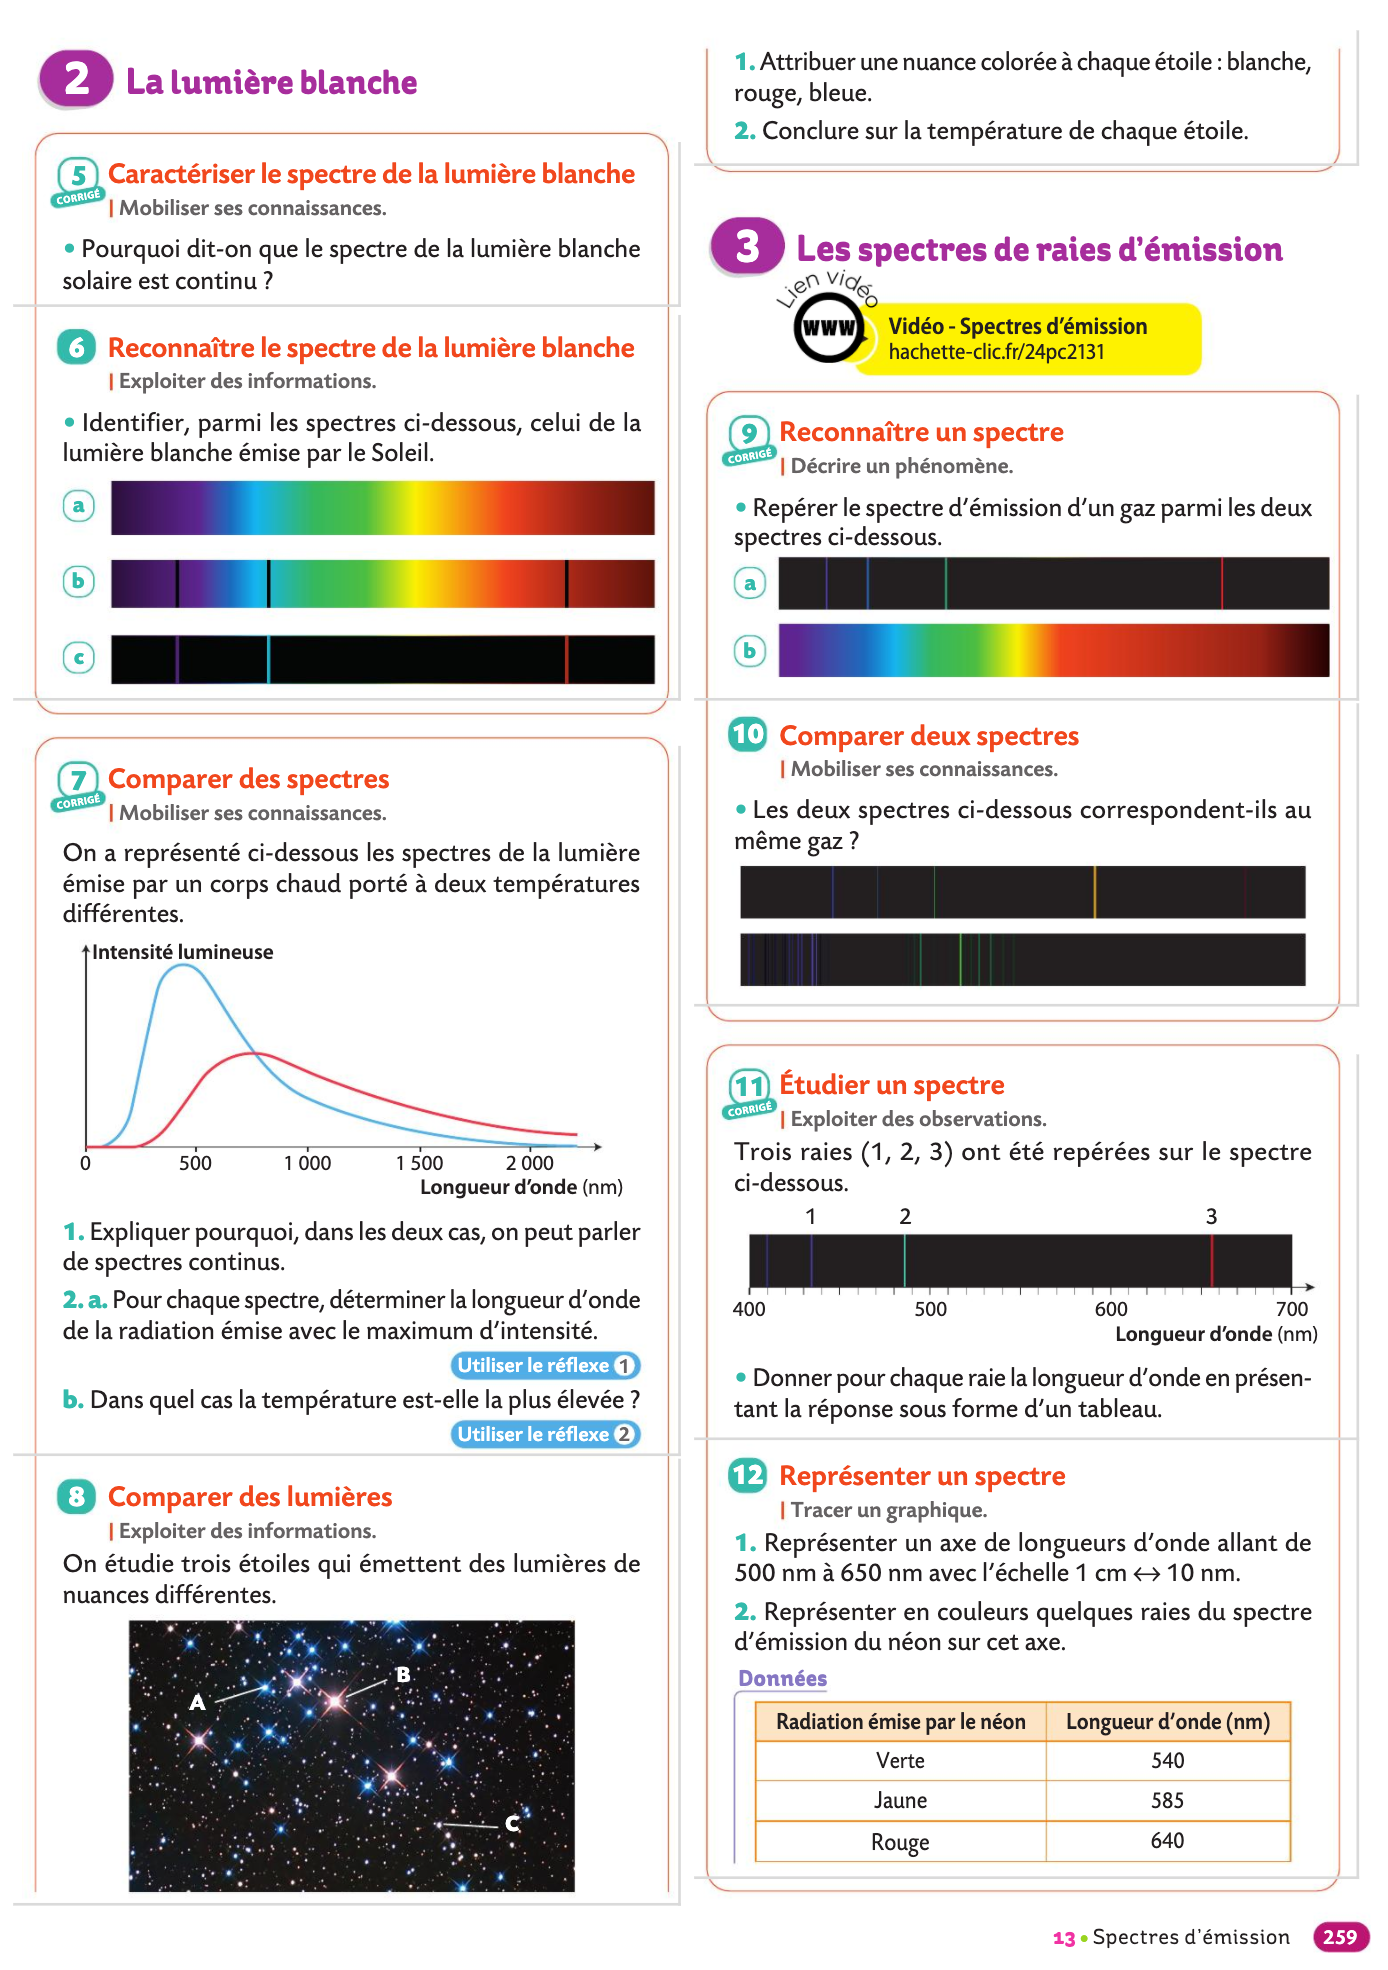 2 La lumière blanche
5 Caractériser le spectre de la lumière blanche
CORRIGÉ
| Mobiliser ses connaissances.
• Pourquoi dit-on que le spectre de la lumière blanche
solaire est continu ?
6 Reconnaître le spectre de la lumière blanche
| Exploiter des informations.
• Identifier, parmi les spectres ci-dessous, celui de la
lumière blanche émise par le Soleil.
a
b
c
7 Comparer des spectres
CORRIGÉ
| Mobiliser ses connaissances.
On a représenté ci-dessous les spectres de la lumière
émise par un corps chaud porté à deux températures
différentes.
Intensité lumineuse
0 500 1 000 1 500 2 000
Longueur d'onde (nm)
1. Expliquer pourquoi, dans les deux cas, on peut parler
de spectres continus.
2. a. Pour chaque spectre, déterminer la longueur d'onde
de la radiation émise avec le maximum d'intensité.
Utiliser le réflexe 1
b. Dans quel cas la température est-elle la plus élevée ?
Utiliser le réflexe 2
8 Comparer des lumières
| Exploiter des informations.
On étudie trois étoiles qui émettent des lumières de
nuances différentes.
A
B
C
1. Attribuer une nuance colorée à chaque étoile : blanche,
rouge, bleue.
2. Conclure sur la température de chaque étoile.
3 Les spectres de raies d'émission
Lien vidéo
www
Vidéo - Spectres d'émission
hachette-clic.fr/24pc2131
9 Reconnaître un spectre
CORRIGÉ
| Décrire un phénomène.
• Repérer le spectre d'émission d'un gaz parmi les deux
spectres ci-dessous.
a
b
10 Comparer deux spectres
| Mobiliser ses connaissances.
• Les deux spectres ci-dessous correspondent-ils au
même gaz ?
11 Étudier un spectre
CORRIGÉ
| Exploiter des observations.
Trois raies (1, 2, 3) ont été repérées sur le spectre
ci-dessous.
1 2 3
400 500 600 700
Longueur d'onde (nm)
• Donner pour chaque raie la longueur d'onde en présen-
tant la réponse sous forme d'un tableau.
12 Représenter un spectre
| Tracer un graphique.
1. Représenter un axe de longueurs d'onde allant de
500 nm à 650 nm avec l'échelle 1 cm ↔ 10 nm.
2. Représenter en couleurs quelques raies du spectre
d'émission du néon sur cet axe.
Données
Radiation émise par le néon Longueur d'onde (nm)
Verte 540
Jaune 585
Rouge 640
13 • Spectres d'émission 259